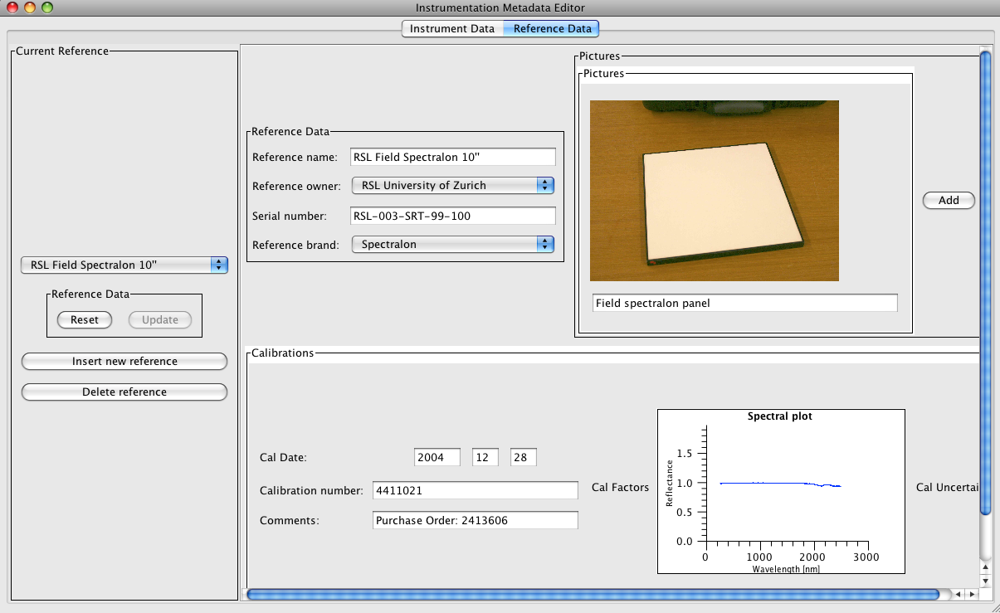 Instrumentation Metadata Editor
Instrument Data
Reference Data
Current Reference
RSL Field Spectralon 10"
Reference Data
Reset
Update
Insert new reference
Delete reference
Reference Data
Reference name: RSL Field Spectralon 10"
Reference owner: RSL University of Zurich
Serial number: RSL-003-SRT-99-100
Reference brand: Spectralon
Pictures
Pictures
Field spectralon panel
Add
Calibrations
Cal Date: 2004 12 28
Calibration number: 4411021
Comments: Purchase Order: 2413606
Cal Factors
Spectral plot
Reflectance
1.5
1.0
0.5
0.0
0 1000 2000 3000
Wavelength [nm]
Cal Uncertai